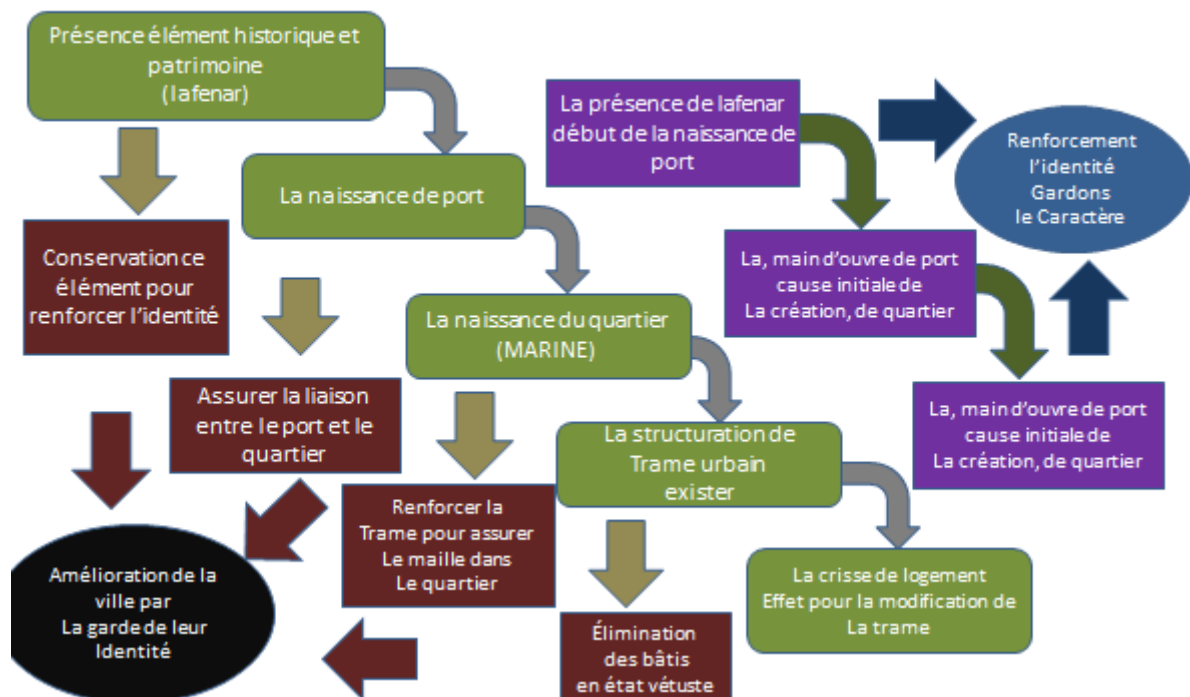 Présence élément historique et
patrimoine
(lafenar)
La naissance de port
La naissance du quartier
(MARINE)
La structuration de
Trame urbain
exister
La crisse de logement
Effet pour la modification de
La trame
Conservation ce
élément pour
renforcer l’identité
Assurer la liaison
entre le port et le
quartier
Renforcer la
Trame pour assurer
Le maille dans
Le quartier
Élimination
des bâtis
en état vétuste
Amélioration de la
ville par
La garde de leur
Identité
La présence de lafenar
début de la naissance de
port
La, main d’ouvre de port
cause initiale de
La création, de quartier
La, main d’ouvre de port
cause initiale de
La création, de quartier
Renforcement
l’identité
Gardons
le Caractère